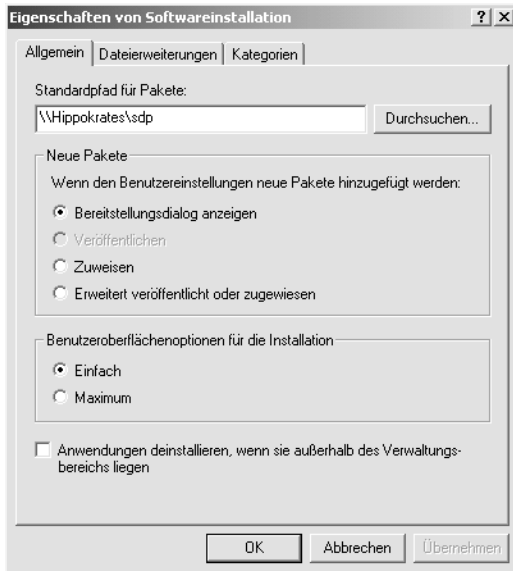 Eigenschaften von Softwareinstallation
Allgemein Dateierweiterungen Kategorien
Standardpfad für Pakete:
\\Hippokrates\sdp
Durchsuchen...
Neue Pakete
Wenn den Benutzereinstellungen neue Pakete hinzugefügt werden:
Bereitstellungsdialog anzeigen
Veröffentlichen
Zuweisen
Erweitert veröffentlicht oder zugewiesen
Benutzeroberflächenoptionen für die Installation
Einfach
Maximum
Anwendungen deinstallieren, wenn sie außerhalb des Verwaltungs-
bereichs liegen
OK Abbrechen Übernehmen